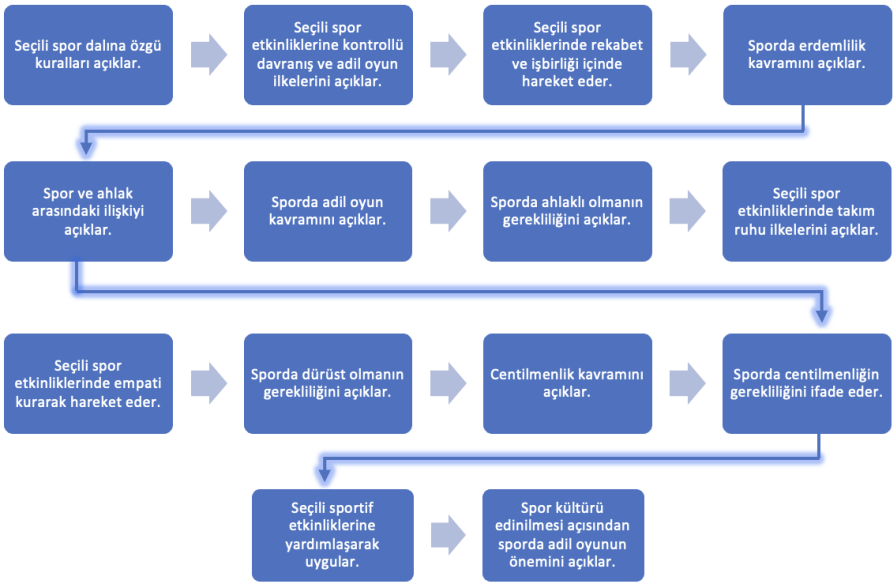 Seçili spor dalına özgü
kuralları açıklar.
Seçili spor
etkinliklerine kontrollü
davranış ve adil oyun
ilkelerini açıklar.
Seçili spor
etkinliklerinde rekabet
ve işbirliği içinde
hareket eder.
Sporda erdemlilik
kavramını açıklar.
Spor ve ahlak
arasındaki ilişkiyi
açıklar.
Sporda adil oyun
kavramını açıklar.
Sporda ahlaklı olmanın
gerekliliğini açıklar.
Seçili spor
etkinliklerinde takım
ruhu ilkelerini açıklar.
Seçili spor
etkinliklerinde empati
kurarak hareket eder.
Sporda dürüst olmanın
gerekliliğini açıklar.
Centilmenlik kavramını
açıklar.
Sporda centilmenliğin
gerekliliğini ifade eder.
Seçili sportif
etkinliklerine
yardımlaşarak
uygular.
Spor kültürü
edinilmesi açısından
sporda adil oyunun
önemini açıklar.